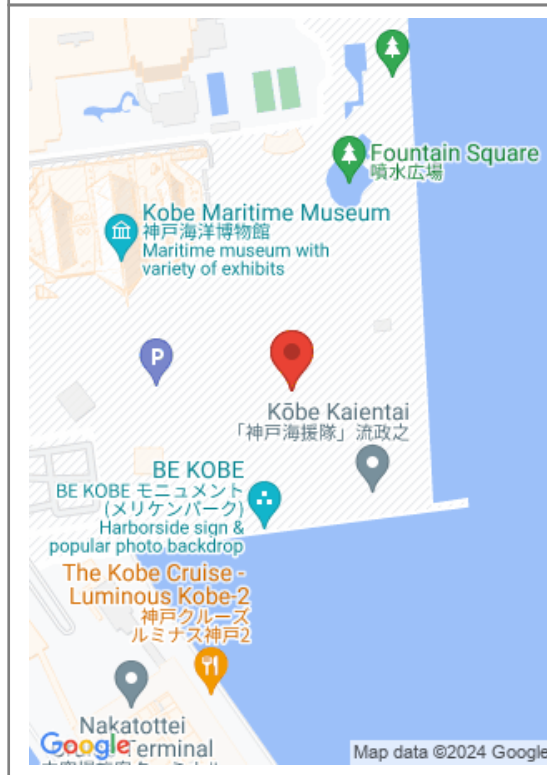 Fountain Square
噴水広場
Kobe Maritime Museum
神戸海洋博物館
Maritime museum with
variety of exhibits
P
Kōbe Kaientai
「神戸海援隊」流政之
BE KOBE
BE KOBE モニュメント
(メリケンパーク)
Harborside sign &
popular photo backdrop
The Kobe Cruise -
Luminous Kobe-2
神戸クルーズ
ルミナス神戸2
Nakatottei
Terminal
Google
Map data ©2024 Google